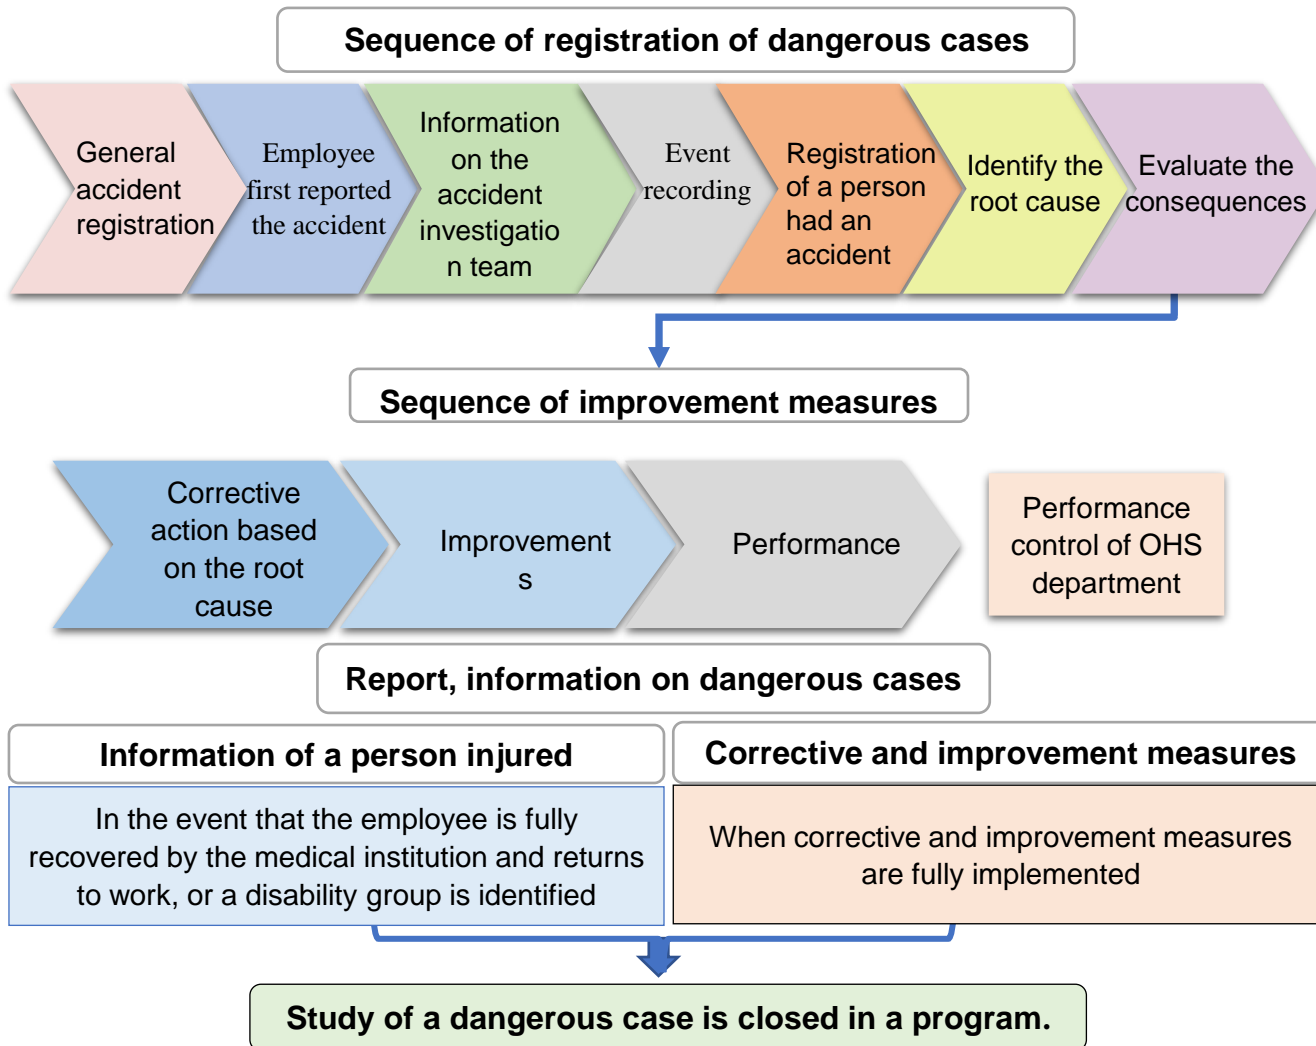 Sequence of registration of dangerous cases
General
accident
registration
Employee
first reported
the accident
Information
on the
accident
investigatio
n team
Event
recording
Registration
of a person
had an
accident
Identify the
root cause
Evaluate the
consequences
Sequence of improvement measures
Corrective
action based
on the root
cause
Improvement
s
Performance
Performance
control of OHS
department
Report, information on dangerous cases
Information of a person injured
In the event that the employee is fully
recovered by the medical institution and returns
to work, or a disability group is identified
Corrective and improvement measures
When corrective and improvement measures
are fully implemented
Study of a dangerous case is closed in a program.